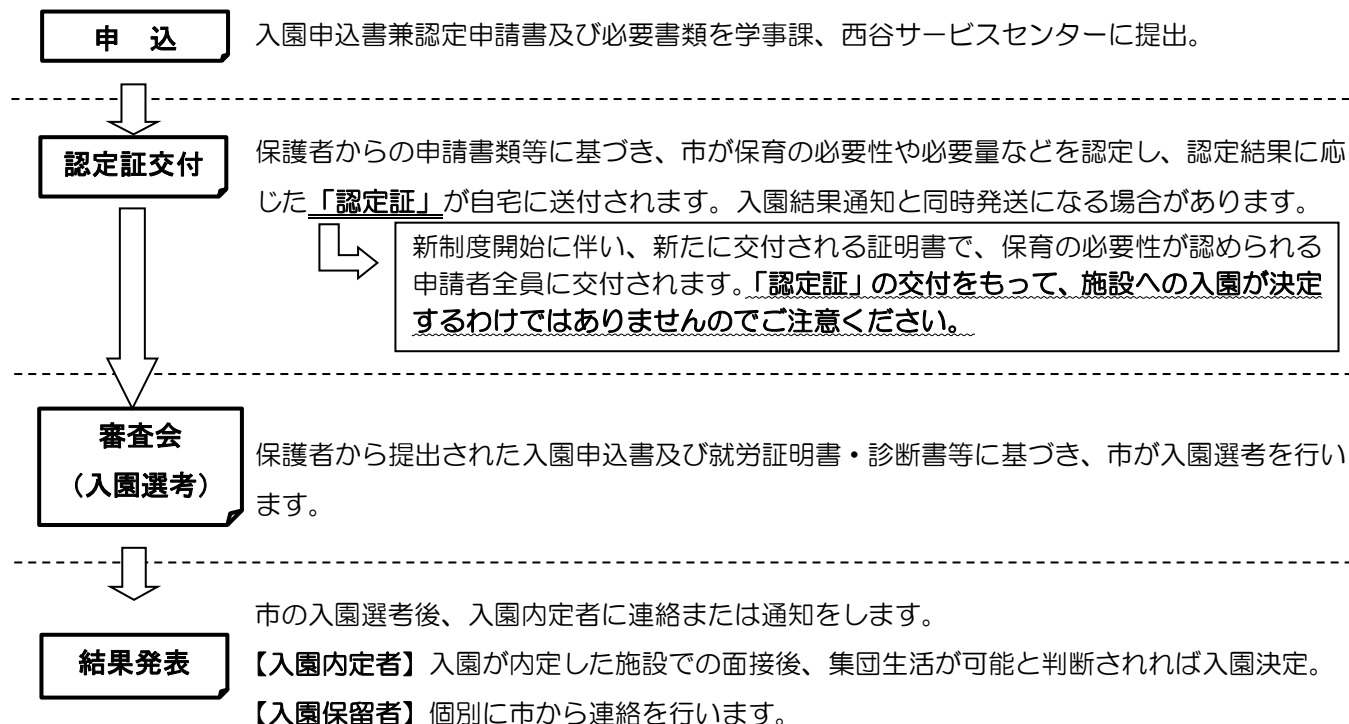 申 込
入園申込書兼認定申請書及び必要書類を学事課、西谷サービスセンターに提出。
認定証交付
保護者からの申請書類等に基づき、市が保育の必要性や必要量などを認定し、認定結果に応
じた「認定証」が自宅に送付されます。入園結果通知と同時発送になる場合があります。
新制度開始に伴い、新たに交付される証明書で、保育の必要性が認められる
申請者全員に交付されます。「認定証」の交付をもって、施設への入園が決定
するわけではありませんのでご注意ください。
審査会
（入園選考）
保護者から提出された入園申込書及び就労証明書・診断書等に基づき、市が入園選考を行い
ます。
結果発表
市の入園選考後、入園内定者に連絡または通知をします。
【入園内定者】入園が内定した施設での面接後、集団生活が可能と判断されれば入園決定。
【入園保留者】個別に市から連絡を行います。